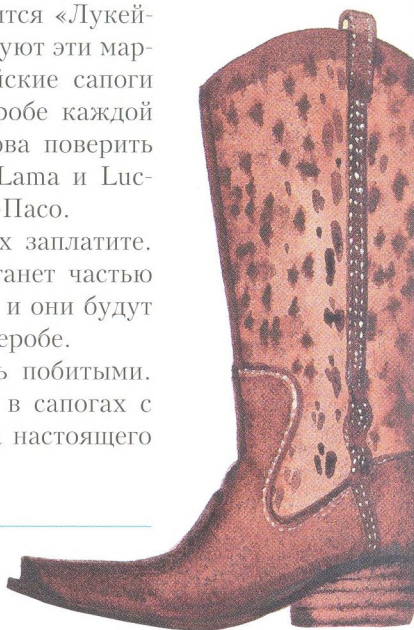 ится «Лукей-
уют эти мар-
йские сапоги
робе каждой
ова поверить
Lama и Luc-
-Пасо.
х заплатите.
танет частью
и они будут
еробе.
ь побитыми.
в сапогах с
настоящего